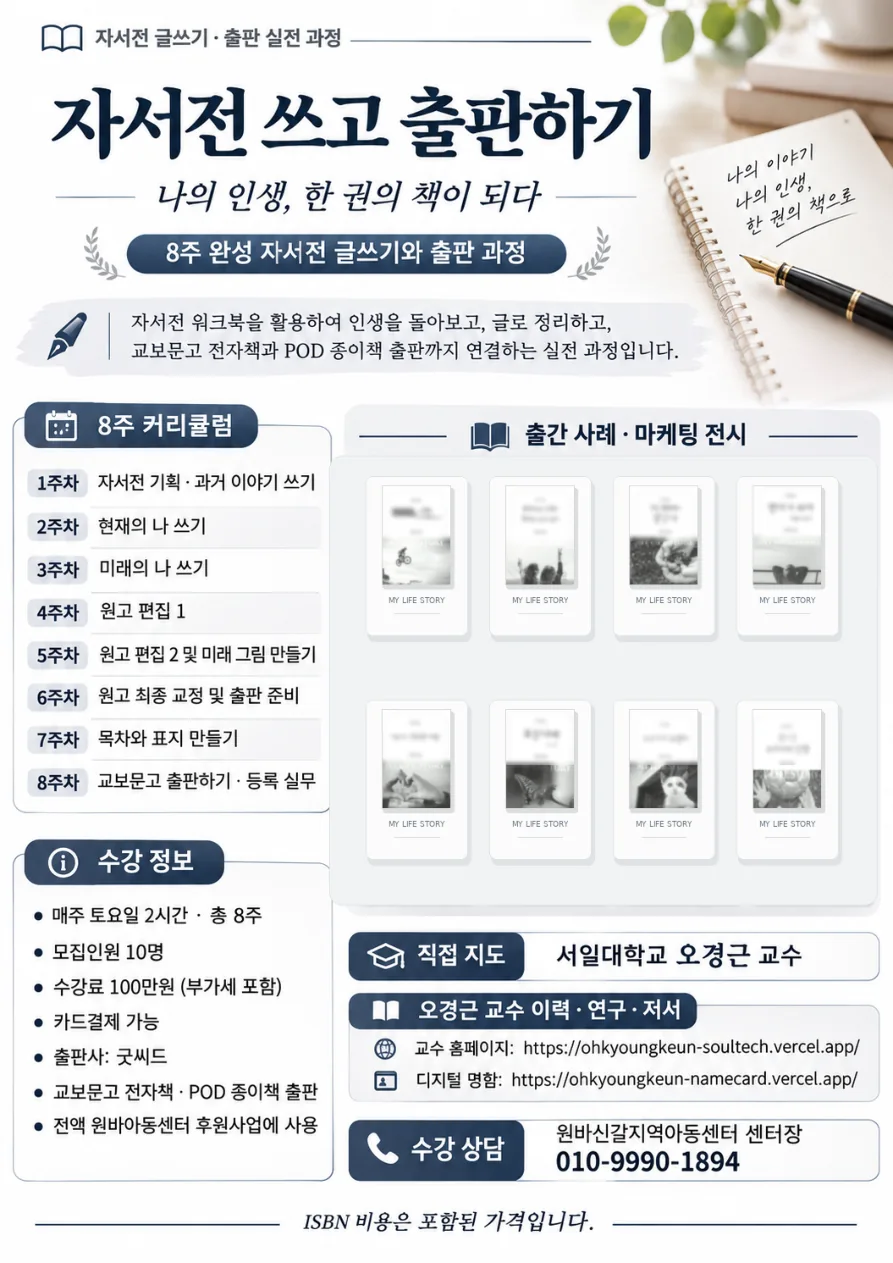 자서전 글쓰기 · 출판 실전 과정
자서전 쓰고 출판하기
나의 인생, 한 권의 책이 되다
8주 완성 자서전 글쓰기와 출판 과정
나의 이야기
나의 인생,
한 권의 책으로
자서전 워크북을 활용하여 인생을 돌아보고, 글로 정리하고,
교보문고 전자책과 POD 종이책 출판까지 연결하는 실전 과정입니다.
8주 커리큘럼
1주차 자서전 기획 · 과거 이야기 쓰기
2주차 현재의 나 쓰기
3주차 미래의 나 쓰기
4주차 원고 편집 1
5주차 원고 편집 2 및 미래 그림 만들기
6주차 원고 최종 교정 및 출판 준비
7주차 목차와 표지 만들기
8주차 교보문고 출판하기 · 등록 실무
출간 사례 · 마케팅 전시
MY LIFE STORY MY LIFE STORY MY LIFE STORY MY LIFE STORY
MY LIFE STORY MY LIFE STORY MY LIFE STORY MY LIFE STORY
수강 정보
• 매주 토요일 2시간 · 총 8주
• 모집인원 10명
• 수강료 100만원 (부가세 포함)
• 카드결제 가능
• 출판사: 굿씨드
• 교보문고 전자책 · POD 종이책 출판
• 전액 원바아동센터 후원사업에 사용
직접 지도 서일대학교 오경근 교수
오경근 교수 이력 · 연구 · 저서
교수 홈페이지: https://ohkyoungkeun-soultech.vercel.app/
디지털 명함: https://ohkyoungkeun-namecard.vercel.app/
수강 상담
원바신갈지역아동센터 센터장
010-9990-1894
ISBN 비용은 포함된 가격입니다.